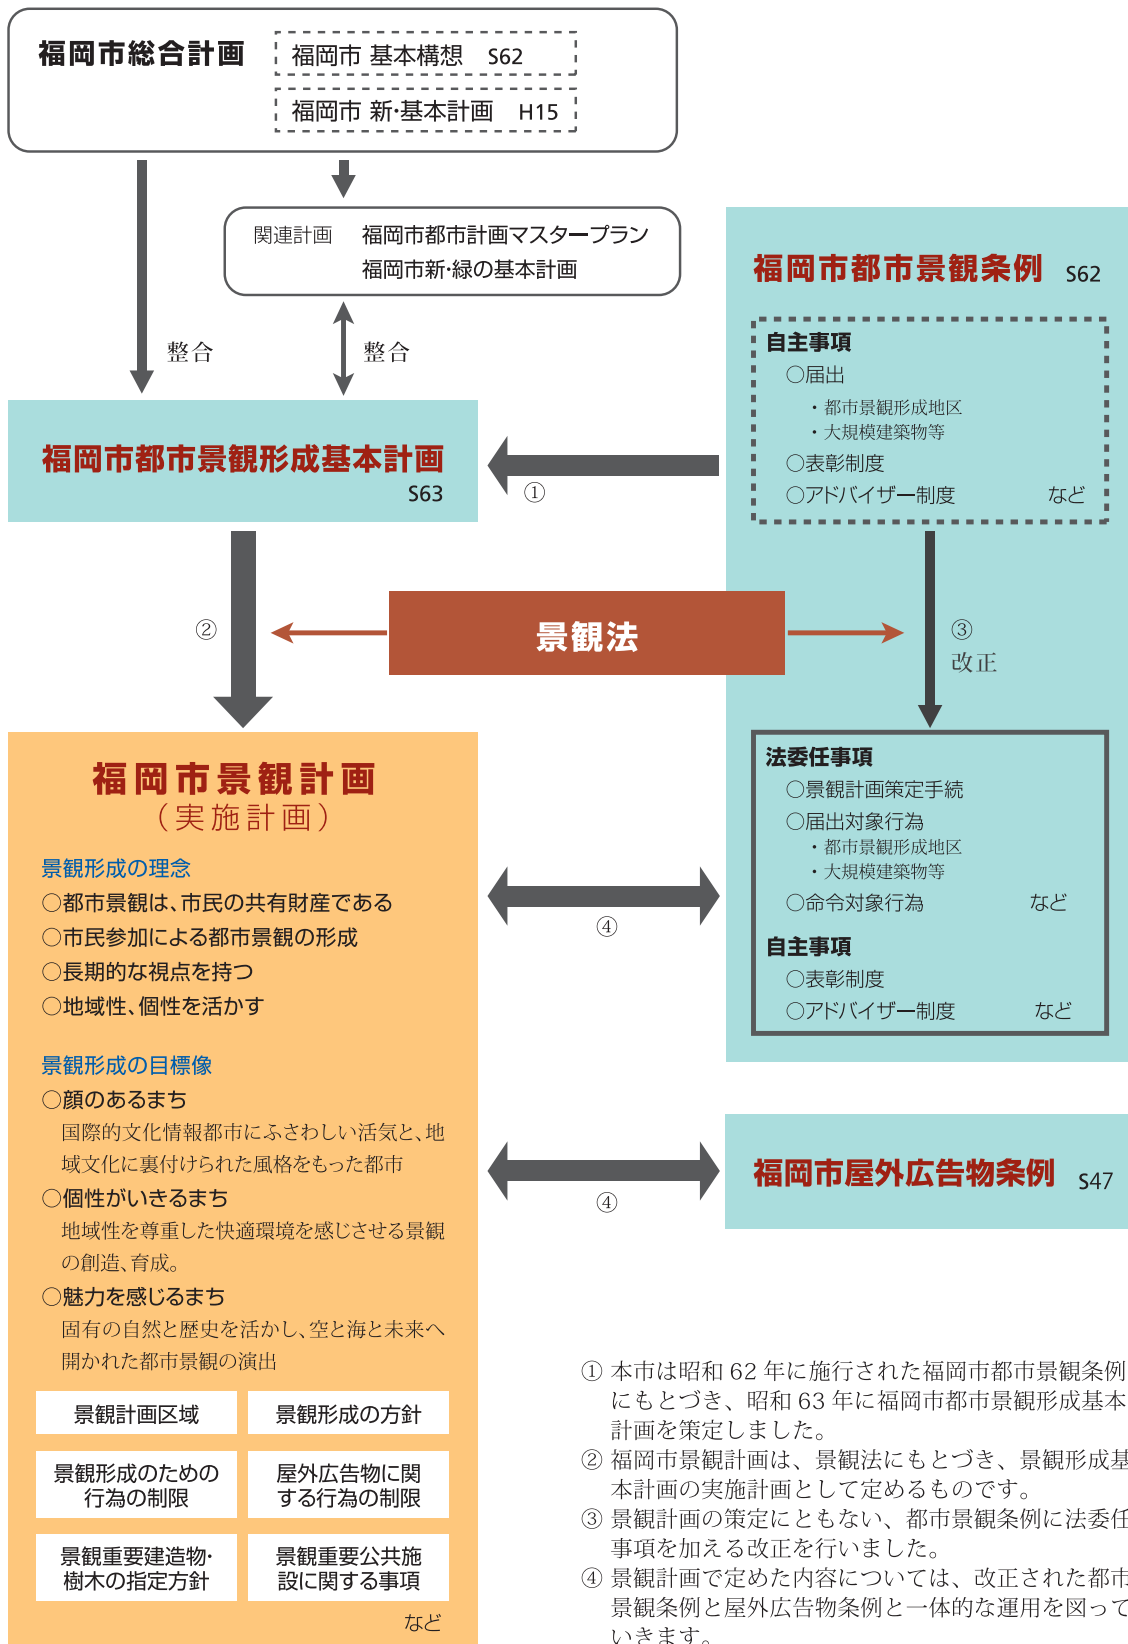 福岡市総合計画
福岡市 基本構想 S62
福岡市 新・基本計画 H15
関連計画 福岡市都市計画マスタープラン
福岡市新・緑の基本計画
整合
整合
福岡市都市景観形成基本計画
S63
①
福岡市都市景観条例 S62
自主事項
○届出
・都市景観形成地区
・大規模建築物等
○表彰制度
○アドバイザー制度 など
②
景観法
③
改正
法委任事項
○景観計画策定手続
○届出対象行為
・都市景観形成地区
・大規模建築物等
○命令対象行為 など
自主事項
○表彰制度
○アドバイザー制度 など
福岡市景観計画
（実施計画）
景観形成の理念
○都市景観は、市民の共有財産である
○市民参加による都市景観の形成
○長期的な視点を持つ
○地域性、個性を活かす
④
景観形成の目標像
○顔のあるまち
国際的文化情報都市にふさわしい活気と、地
域文化に裏付けられた風格をもった都市
○個性がいきるまち
地域性を尊重した快適環境を感じさせる景観
の創造、育成。
○魅力を感じるまち
固有の自然と歴史を活かし、空と海と未来へ
開かれた都市景観の演出
④
福岡市屋外広告物条例 S47
景観計画区域
景観形成の方針
景観形成のための
行為の制限
屋外広告物に関
する行為の制限
景観重要建造物・
樹木の指定方針
景観重要公共施
設に関する事項
など
① 本市は昭和 62 年に施行された福岡市都市景観条例
にもとづき、昭和 63 年に福岡市都市景観形成基本
計画を策定しました。
② 福岡市景観計画は、景観法にもとづき、景観形成基
本計画の実施計画として定めるものです。
③ 景観計画の策定にともない、都市景観条例に法委任
事項を加える改正を行いました。
④ 景観計画で定めた内容については、改正された都市
景観条例と屋外広告物条例と一体的な運用を図って
いきます。